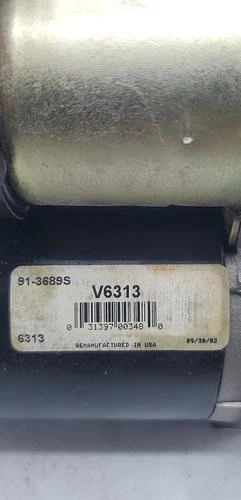 91-3689S V6313
0 31397 00348 0
6313 REMANUFACTURED IN USA 09/30/02